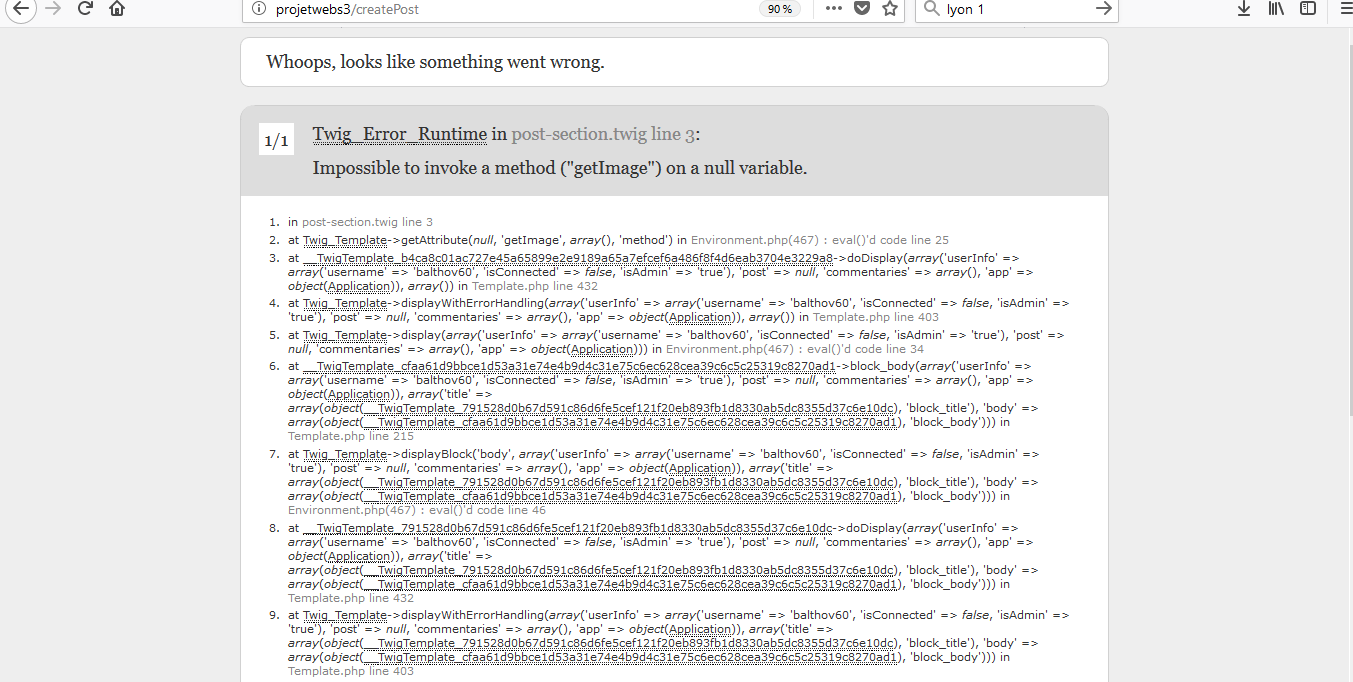 projetwebs3/createPost
90 %
lyon 1
Whoops, looks like something went wrong.
1/1
Twig_Error_Runtime in post-section.twig line 3:
Impossible to invoke a method ("getImage") on a null variable.
1. in post-section.twig line 3
2. at Twig_Template->getAttribute(null, 'getImage', array(), 'method') in Environment.php(467) : eval()'d code line 25
3. at __TwigTemplate_b4ca8c01ac727e45a65899e2e9189a65a7efcef6a486f8f4d6eab3704e3229a8->doDisplay(array('userInfo' =>
array('username' => 'balthov60', 'isConnected' => false, 'isAdmin' => 'true'), 'post' => null, 'commentaries' => array(), 'app' =>
object(Application)), array()) in Template.php line 432
4. at Twig_Template->displayWithErrorHandling(array('userInfo' => array('username' => 'balthov60', 'isConnected' => false, 'isAdmin' =>
'true'), 'post' => null, 'commentaries' => array(), 'app' => object(Application)), array()) in Template.php line 403
5. at Twig_Template->display(array('userInfo' => array('username' => 'balthov60', 'isConnected' => false, 'isAdmin' => 'true'), 'post' =>
null, 'commentaries' => array(), 'app' => object(Application))) in Environment.php(467) : eval()'d code line 34
6. at __TwigTemplate_cfaa61d9bbce1d53a31e74e4b9d4c31e75c6ec628cea39c6c5c25319c8270ad1->block_body(array('userInfo' =>
array('username' => 'balthov60', 'isConnected' => false, 'isAdmin' => 'true'), 'post' => null, 'commentaries' => array(), 'app' =>
object(Application)), array('title' =>
array(object(__TwigTemplate_791528d0b67d591c86d6fe5cef121f20eb893fb1d8330ab5dc8355d37c6e10dc), 'block_title'), 'body' =>
array(object(__TwigTemplate_cfaa61d9bbce1d53a31e74e4b9d4c31e75c6ec628cea39c6c5c25319c8270ad1), 'block_body'))) in
Template.php line 215
7. at Twig_Template->displayBlock('body', array('userInfo' => array('username' => 'balthov60', 'isConnected' => false, 'isAdmin' =>
'true'), 'post' => null, 'commentaries' => array(), 'app' => object(Application)), array('title' =>
array(object(__TwigTemplate_791528d0b67d591c86d6fe5cef121f20eb893fb1d8330ab5dc8355d37c6e10dc), 'block_title'), 'body' =>
array(object(__TwigTemplate_cfaa61d9bbce1d53a31e74e4b9d4c31e75c6ec628cea39c6c5c25319c8270ad1), 'block_body'))) in
Environment.php(467) : eval()'d code line 46
8. at __TwigTemplate_791528d0b67d591c86d6fe5cef121f20eb893fb1d8330ab5dc8355d37c6e10dc->doDisplay(array('userInfo' =>
array('username' => 'balthov60', 'isConnected' => false, 'isAdmin' => 'true'), 'post' => null, 'commentaries' => array(), 'app' =>
object(Application)), array('title' =>
array(object(__TwigTemplate_791528d0b67d591c86d6fe5cef121f20eb893fb1d8330ab5dc8355d37c6e10dc), 'block_title'), 'body' =>
array(object(__TwigTemplate_cfaa61d9bbce1d53a31e74e4b9d4c31e75c6ec628cea39c6c5c25319c8270ad1), 'block_body'))) in
Template.php line 432
9. at Twig_Template->displayWithErrorHandling(array('userInfo' => array('username' => 'balthov60', 'isConnected' => false, 'isAdmin' =>
'true'), 'post' => null, 'commentaries' => array(), 'app' => object(Application)), array('title' =>
array(object(__TwigTemplate_791528d0b67d591c86d6fe5cef121f20eb893fb1d8330ab5dc8355d37c6e10dc), 'block_title'), 'body' =>
array(object(__TwigTemplate_cfaa61d9bbce1d53a31e74e4b9d4c31e75c6ec628cea39c6c5c25319c8270ad1), 'block_body'))) in
Template.php line 403